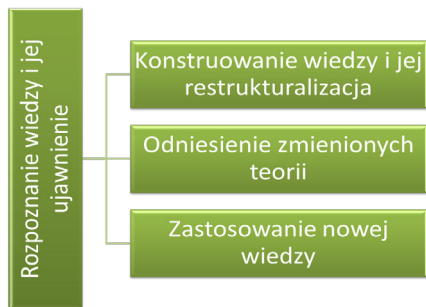 Rozpoznanie wiedzy i jej
ujawnienie
Konstruowanie wiedzy i jej
restrukturalizacja
Odniesienie zmienionych
teorii
Zastosowanie nowej
wiedzy